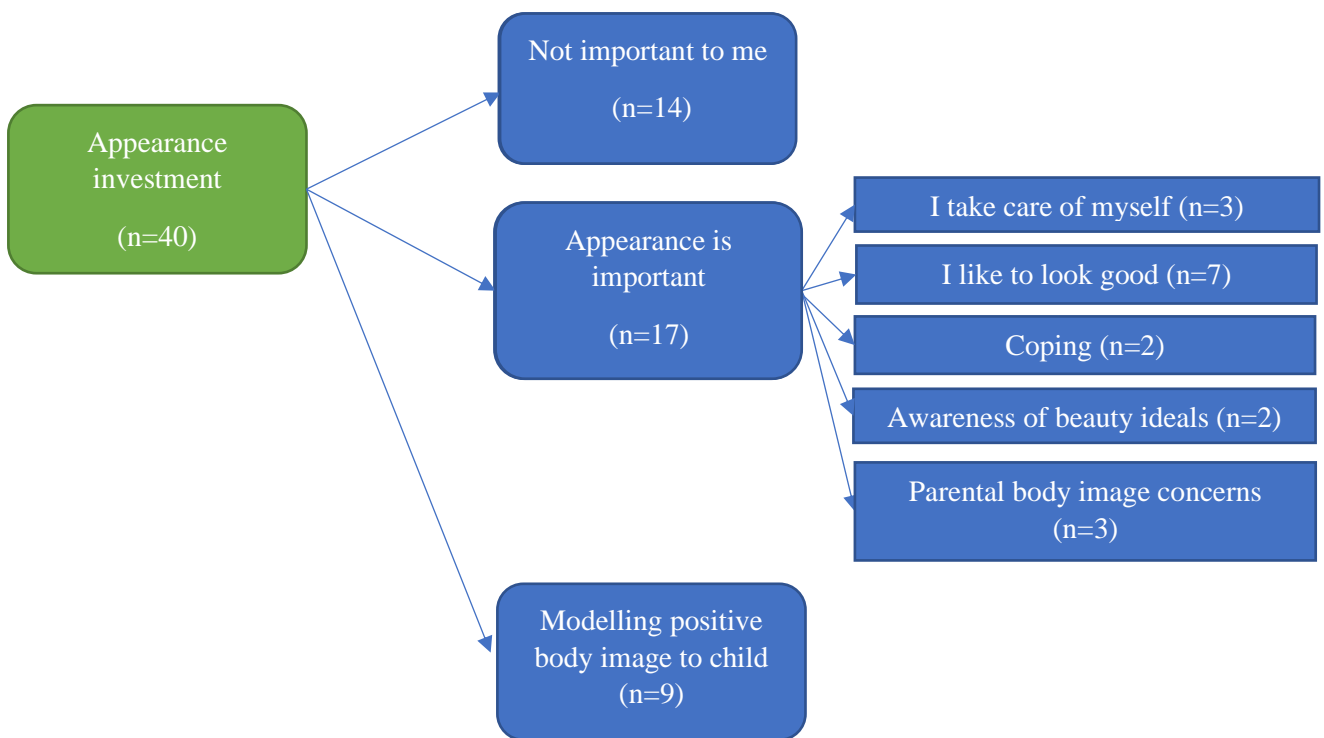 Appearance
investment
(n=40)
Not important to me
(n=14)
Appearance is
important
(n=17)
I take care of myself (n=3)
I like to look good (n=7)
Coping (n=2)
Awareness of beauty ideals (n=2)
Parental body image concerns
(n=3)
Modelling positive
body image to child
(n=9)